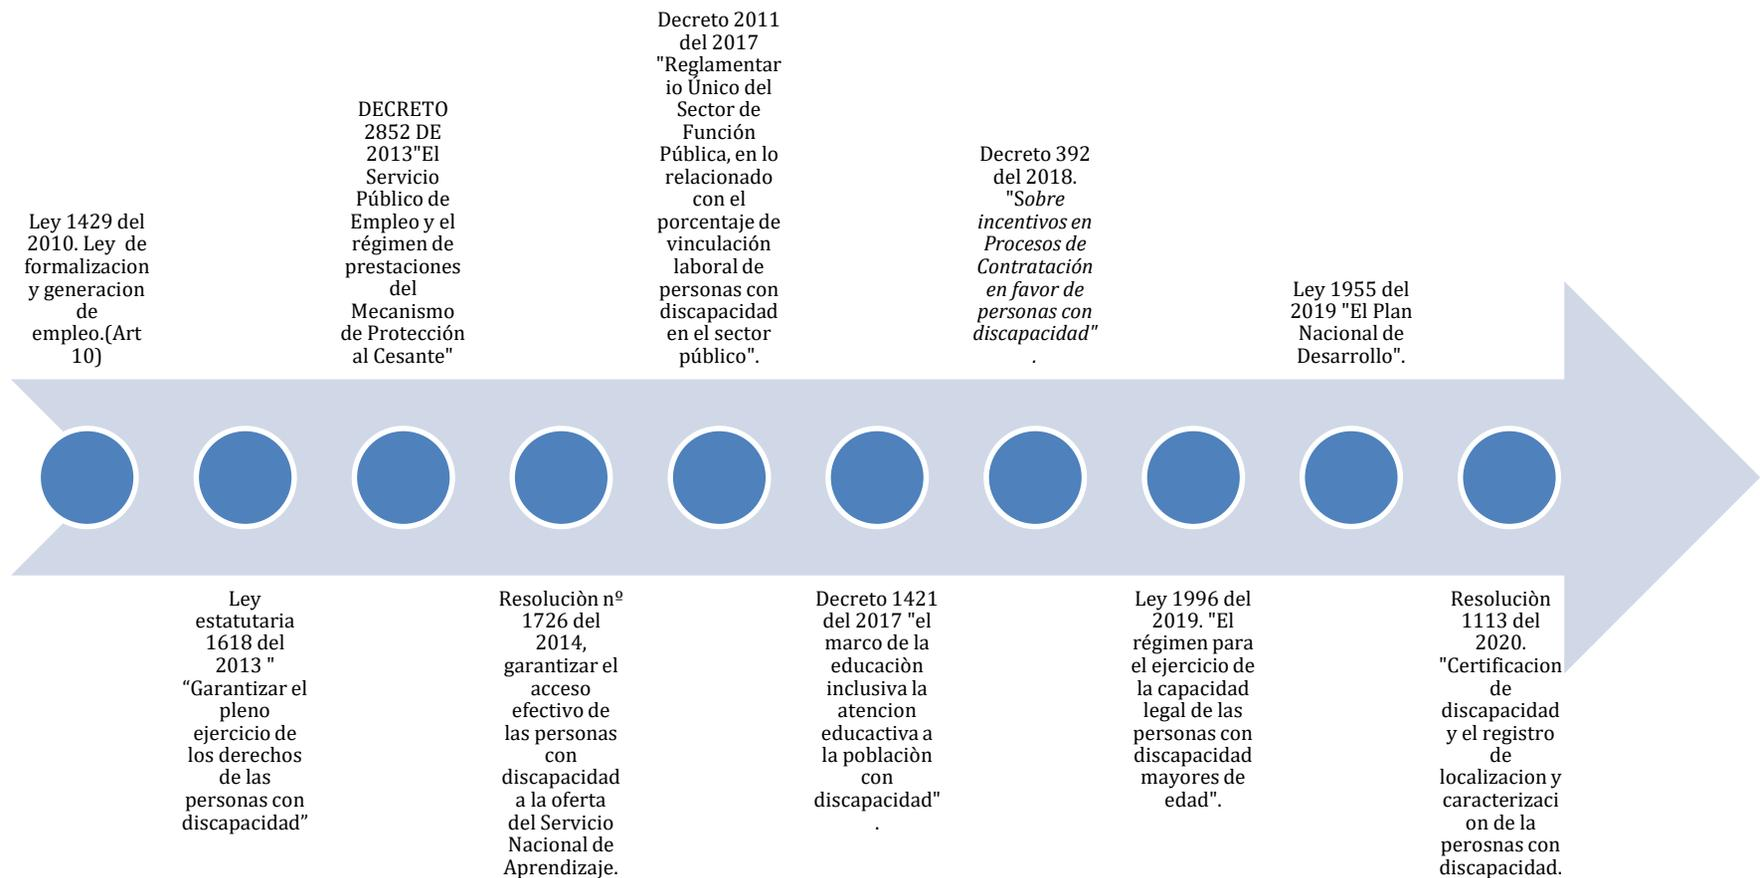 Ley 1429 del
2010. Ley de
formalizacion
y generacion
de
empleo.(Art
10)
Ley
estatutaria
1618 del
2013 "
“Garantizar el
pleno
ejercicio de
los derechos
de las
personas con
discapacidad”
DECRETO
2852 DE
2013"El
Servicio
Público de
Empleo y el
régimen de
prestaciones
del
Mecanismo
de Protección
al Cesante"
Resoluciòn nº
1726 del
2014,
garantizar el
acceso
efectivo de
las personas
con
discapacidad
a la oferta
del Servicio
Nacional de
Aprendizaje.
Decreto 2011
del 2017
"Reglamentar
io Único del
Sector de
Función
Pública, en lo
relacionado
con el
porcentaje de
vinculación
laboral de
personas con
discapacidad
en el sector
público".
Decreto 1421
del 2017 "el
marco de la
educaciòn
inclusiva la
atencion
educactiva a
la poblaciòn
con
discapacidad"
.
Decreto 392
del 2018.
"Sobre
incentivos en
Procesos de
Contratación
en favor de
personas con
discapacidad"
.
Ley 1996 del
2019. "El
régimen para
el ejercicio de
la capacidad
legal de las
personas con
discapacidad
mayores de
edad".
Ley 1955 del
2019 "El Plan
Nacional de
Desarrollo".
Resoluciòn
1113 del
2020.
"Certificacion
de
discapacidad
y el registro
de
localizacion y
caracterizaci
on de la
perosnas con
discapacidad.